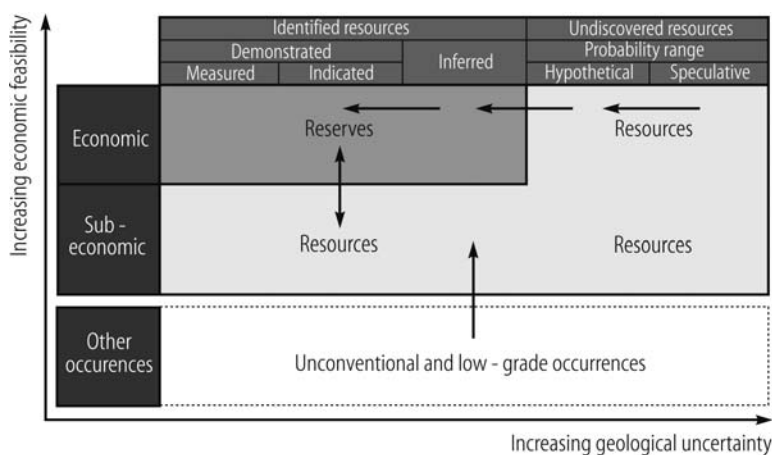 Increasing economic feasibility
Identified resources
Undiscovered resources
Demonstrated
Inferred
Probability range
Measured
Indicated
Hypothetical
Speculative
Economic
Reserves
Resources
Sub -
economic
Resources
Resources
Other
occurences
Unconventional and low - grade occurrences
Increasing geological uncertainty